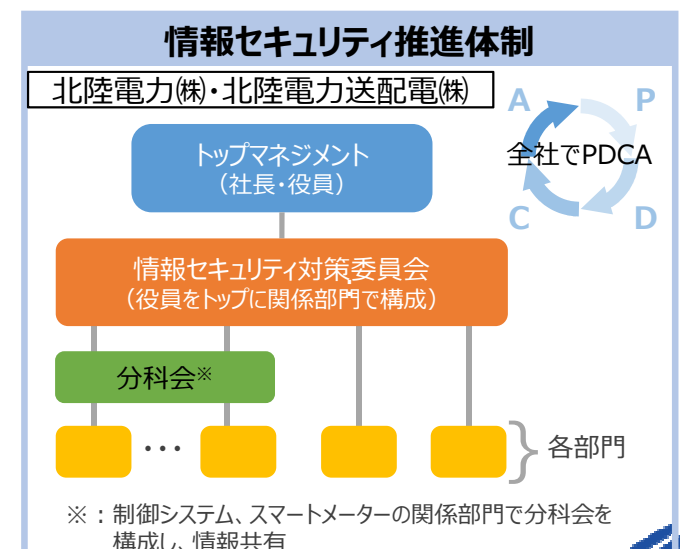 情報セキュリティ推進体制
北陸電力㈱・北陸電力送配電㈱
A
P
全社でPDCA
C
D
トップマネジメント
（社長・役員）
情報セキュリティ対策委員会
（役員をトップに関係部門で構成）
分科会※
・・・
各部門
※：制御システム、スマートメーターの関係部門で分科会を
構成し、情報共有